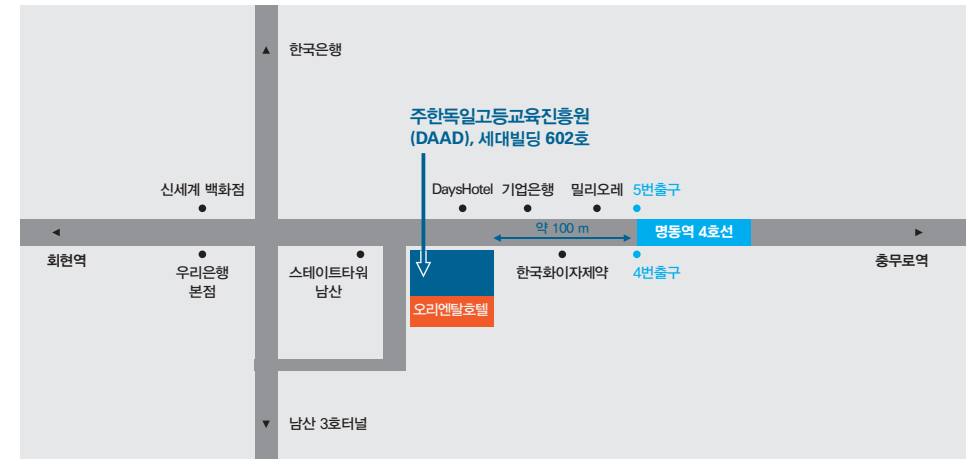 한국은행
주한독일고등교육진흥원
(DAAD), 세대빌딩 602호
신세계 백화점
DaysHotel
기업은행
밀리오레
5번출구
약 100 m
명동역 4호선
회현역
우리은행
본점
스테이트타워
남산
한국화이자제약
4번출구
충무로역
오리엔탈호텔
남산 3호터널